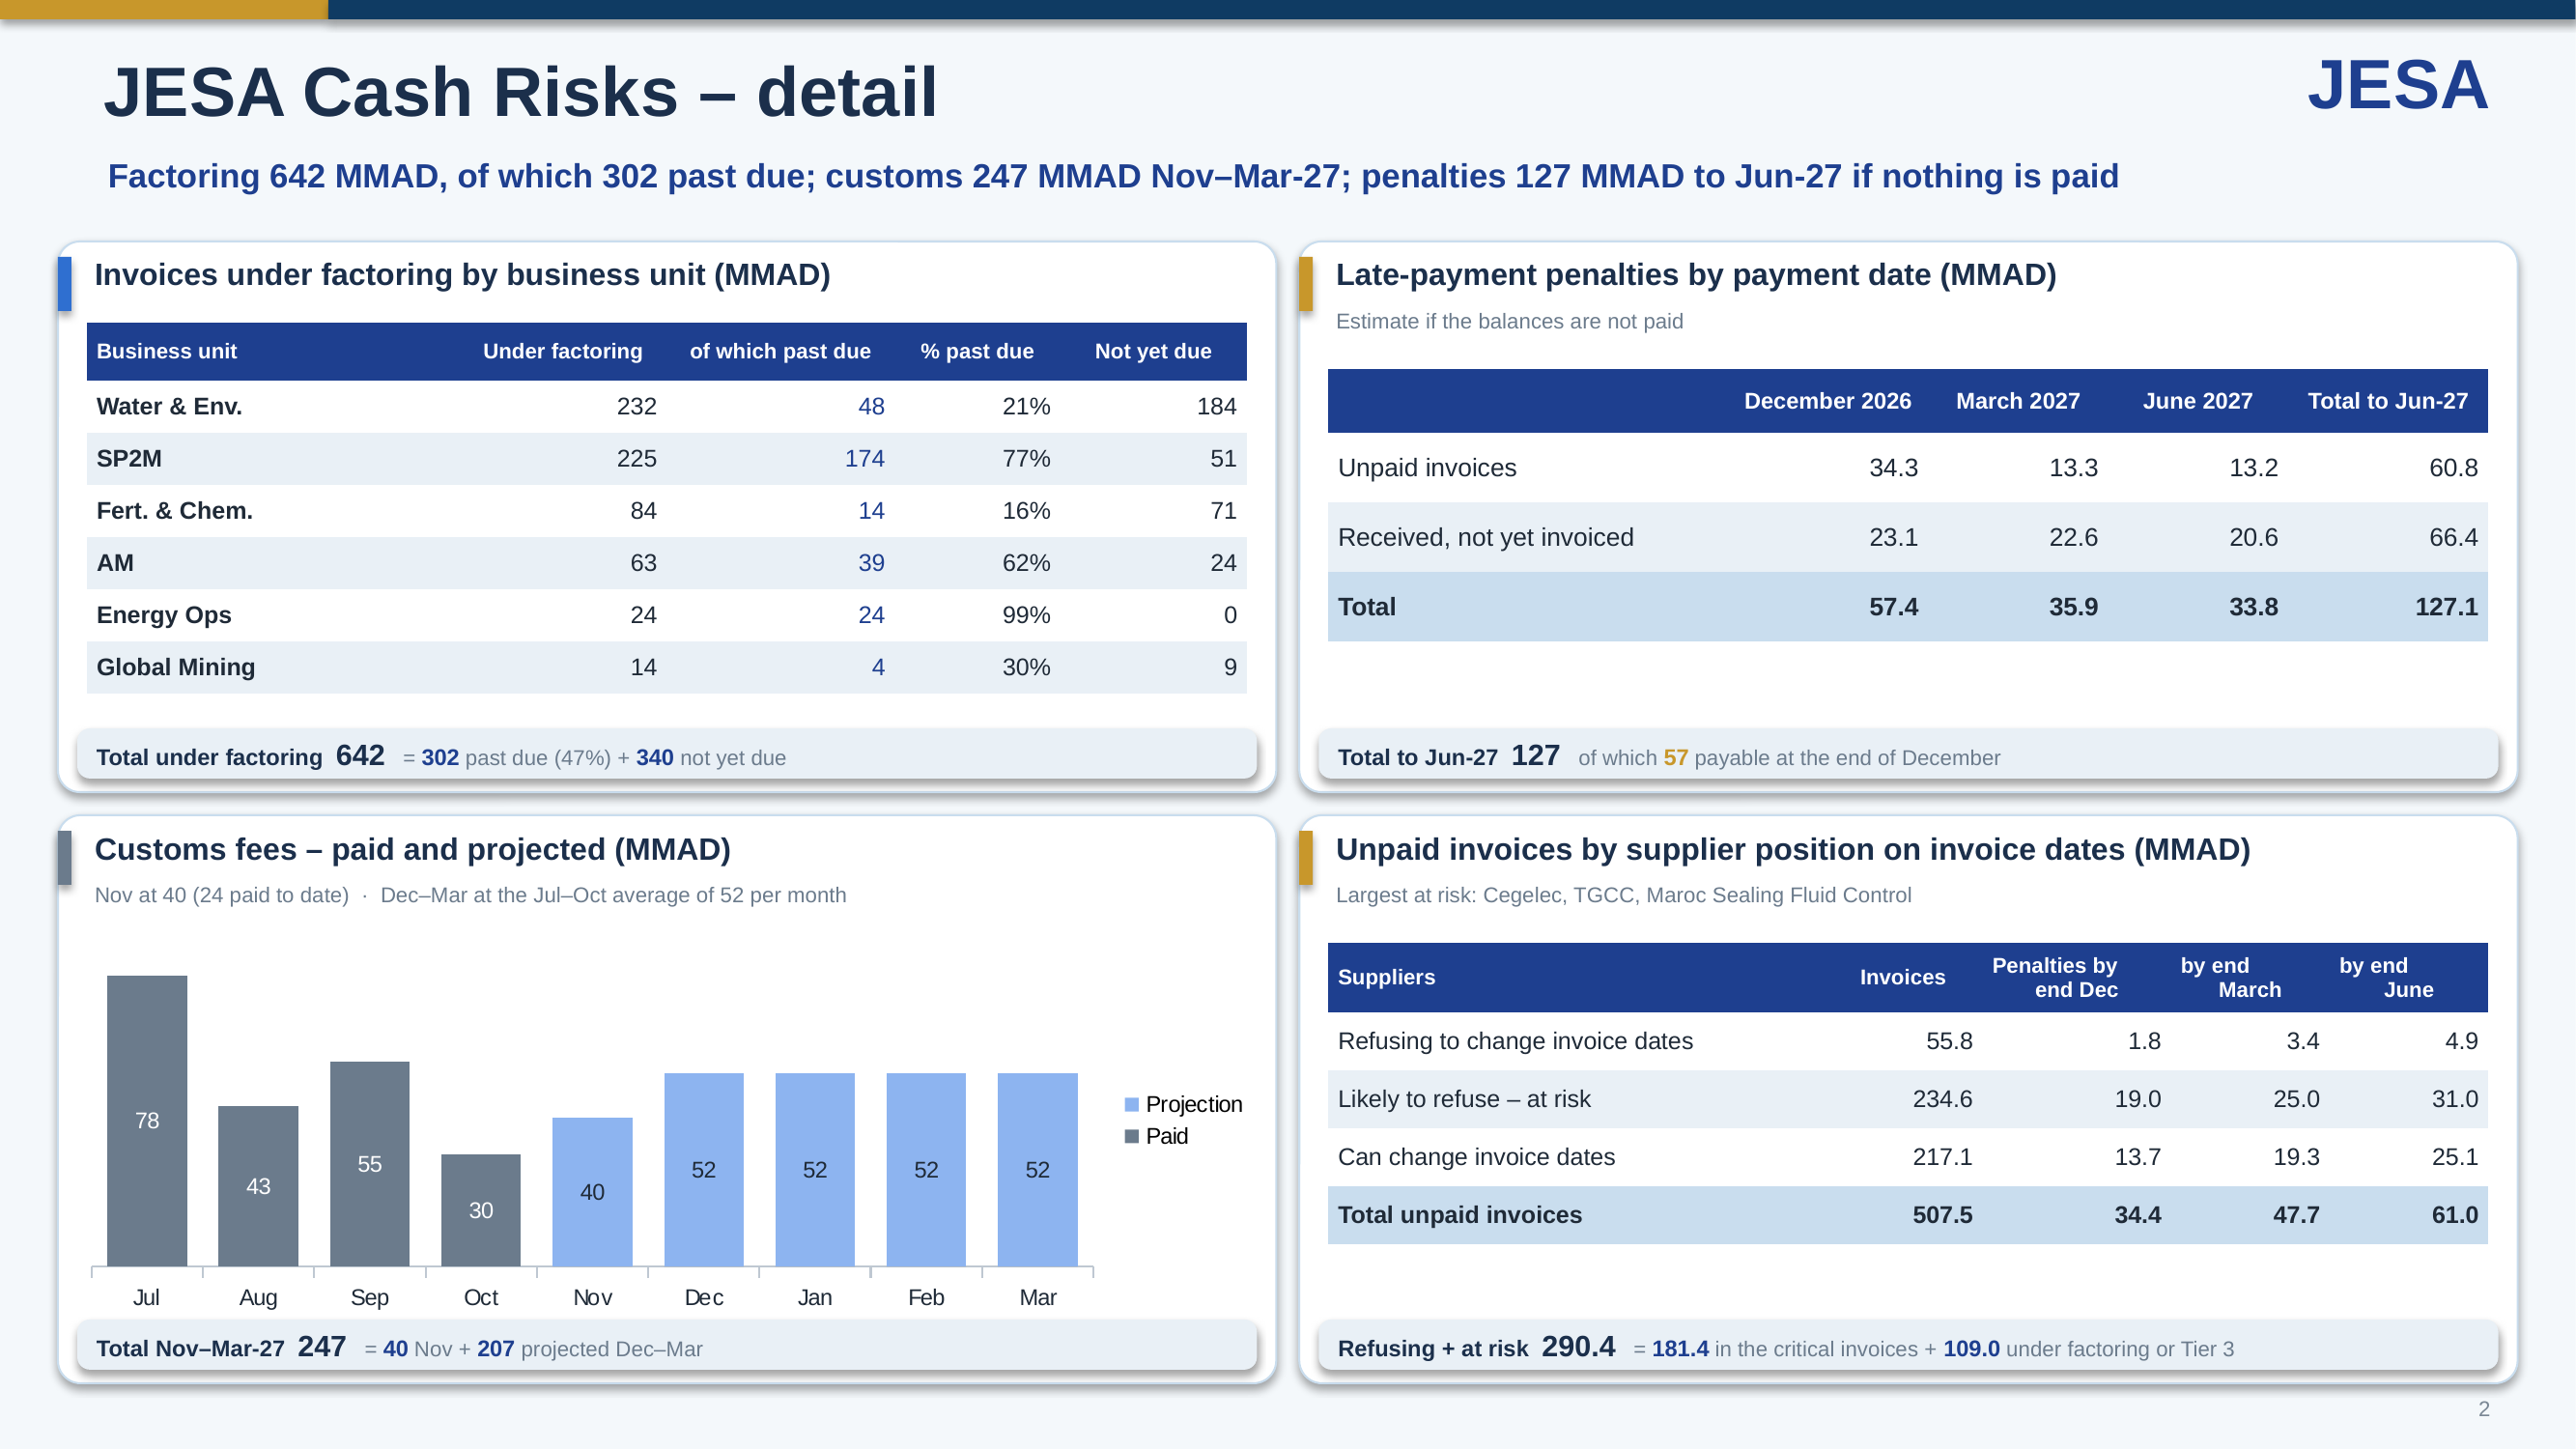 JESA Cash Risks – detail
JESA
Factoring 642 MMAD, of which 302 past due; customs 247 MMAD Nov–Mar-27; penalties 127 MMAD to Jun-27 if nothing is paid
Invoices under factoring by business unit (MMAD)
Business unit Under factoring of which past due % past due Not yet due
Water & Env. 232 48 21% 184
SP2M 225 174 77% 51
Fert. & Chem. 84 14 16% 71
AM 63 39 62% 24
Energy Ops 24 24 99% 0
Global Mining 14 4 30% 9
Total under factoring 642 = 302 past due (47%) + 340 not yet due
Late-payment penalties by payment date (MMAD)
Estimate if the balances are not paid
December 2026 March 2027 June 2027 Total to Jun-27
Unpaid invoices 34.3 13.3 13.2 60.8
Received, not yet invoiced 23.1 22.6 20.6 66.4
Total 57.4 35.9 33.8 127.1
Total to Jun-27 127 of which 57 payable at the end of December
Customs fees – paid and projected (MMAD)
Nov at 40 (24 paid to date) · Dec–Mar at the Jul–Oct average of 52 per month
78 43 55 30 40 52 52 52 52
Projection
Paid
Jul Aug Sep Oct Nov Dec Jan Feb Mar
Total Nov–Mar-27 247 = 40 Nov + 207 projected Dec–Mar
Unpaid invoices by supplier position on invoice dates (MMAD)
Largest at risk: Cegelec, TGCC, Maroc Sealing Fluid Control
Suppliers Invoices Penalties by end Dec by end March by end June
Refusing to change invoice dates 55.8 1.8 3.4 4.9
Likely to refuse – at risk 234.6 19.0 25.0 31.0
Can change invoice dates 217.1 13.7 19.3 25.1
Total unpaid invoices 507.5 34.4 47.7 61.0
Refusing + at risk 290.4 = 181.4 in the critical invoices + 109.0 under factoring or Tier 3
2